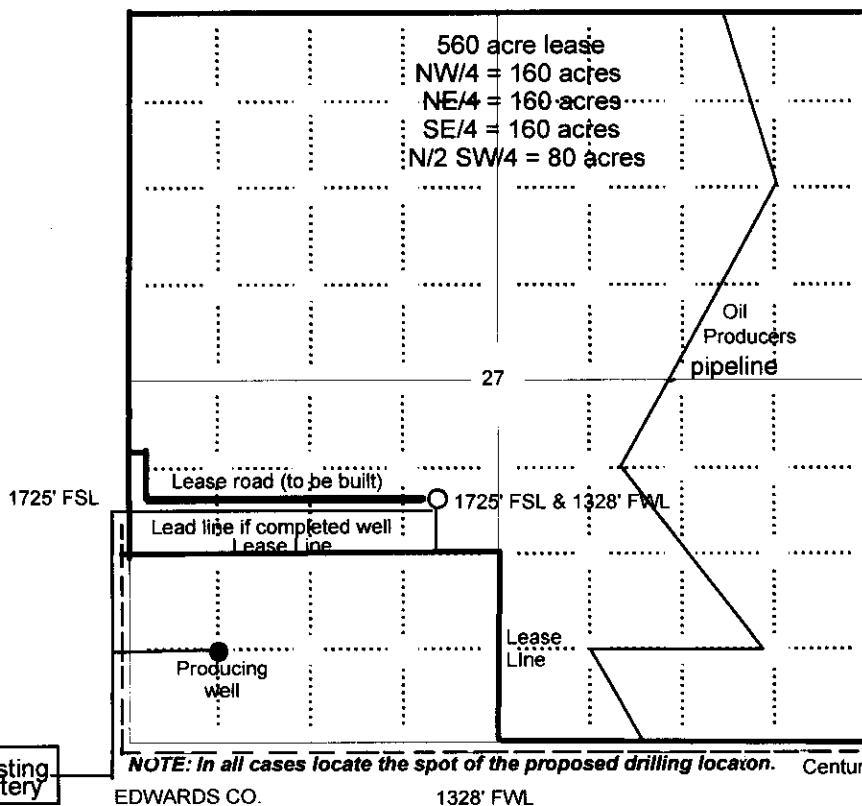 560 acre lease
NW/4 = 160 acres
NE/4 = 160 acres
SE/4 = 160 acres
N/2 SW/4 = 80 acres
Oil
Producers
pipeline
27
Lease road (to be built)
1725' FSL
1725' FSL & 1328' FWL
Lead line if completed well
Lease Line
Lease
LIne
Producing
well
NOTE: In all cases locate the spot of the proposed drilling locaton.
EDWARDS CO.
1328' FWL